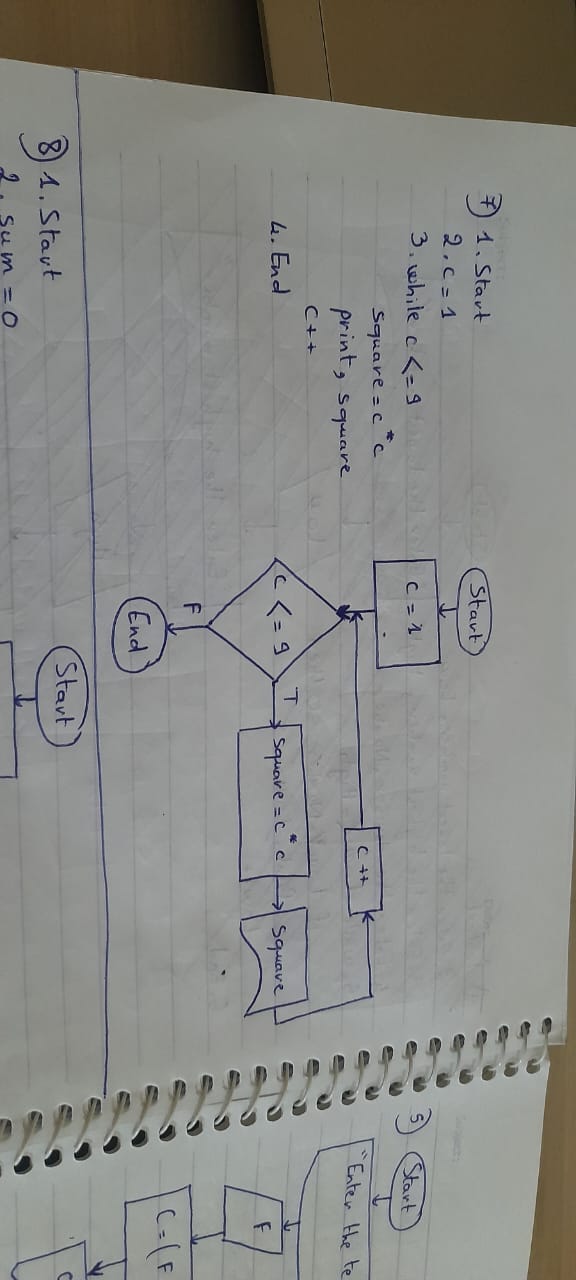 7) 1. Start
2. c = 1
3. while c <= 9
square = c * c
print, square
c++
4. End
Start
c = 1
c <= 9
T
square = c * c
square
c ++
F
End
8) 1. Start
2. sum = 0
Start
5) Start
"Enter the te
F
C = ( F